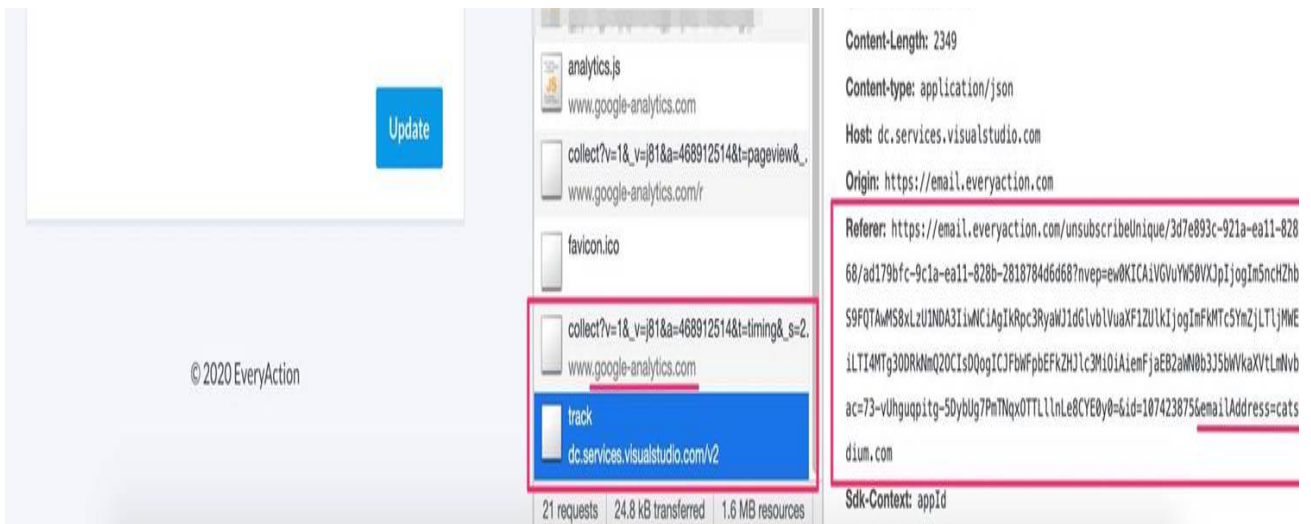 Update
© 2020 EveryAction
analytics.js
www.google-analytics.com
collect?v=1&_v=j81&a=468912514&t=pageview&_.
www.google-analytics.com/r
favicon.ico
collect?v=1&_v=j81&a=468912514&t=timing&_s=2.
www.google-analytics.com
track
dc.services.visualstudio.com/v2
21 requests
24.8 kB transferred
1.6 MB resources
Content-Length: 2349
Content-type: application/json
Host: dc.services.visualstudio.com
Origin: https://email.everyaction.com
Referer: https://email.everyaction.com/unsubscribeUnique/3d7e893c-921a-ea11-828
68/ad179bfc-9c1a-ea11-828b-2818784d6d68?nvep=ew0KICAiVGVuYW50VXJpIjogIm5ncHZhb
S9FQTAwMS8xLzU1NDA3IiwNCiAgIkRpc3RyaWJ1dGlvblVuaXF1ZUlkIjogImFkMTc5YmZjLTljMWE
iLTI4MTg3ODRkNmQ2OCIsDQogICJFbWFpbEFkZHJlc3MiOiAiemFjaEB2aWN0b3J5bWVkaXVtLmNvb
ac=73-vUhguqpitg-5DybUg7PmTNqxOTTLllnLe8CYE0y0=&id=107423875&emailAddress=cats
dium.com
Sdk-Context: appId